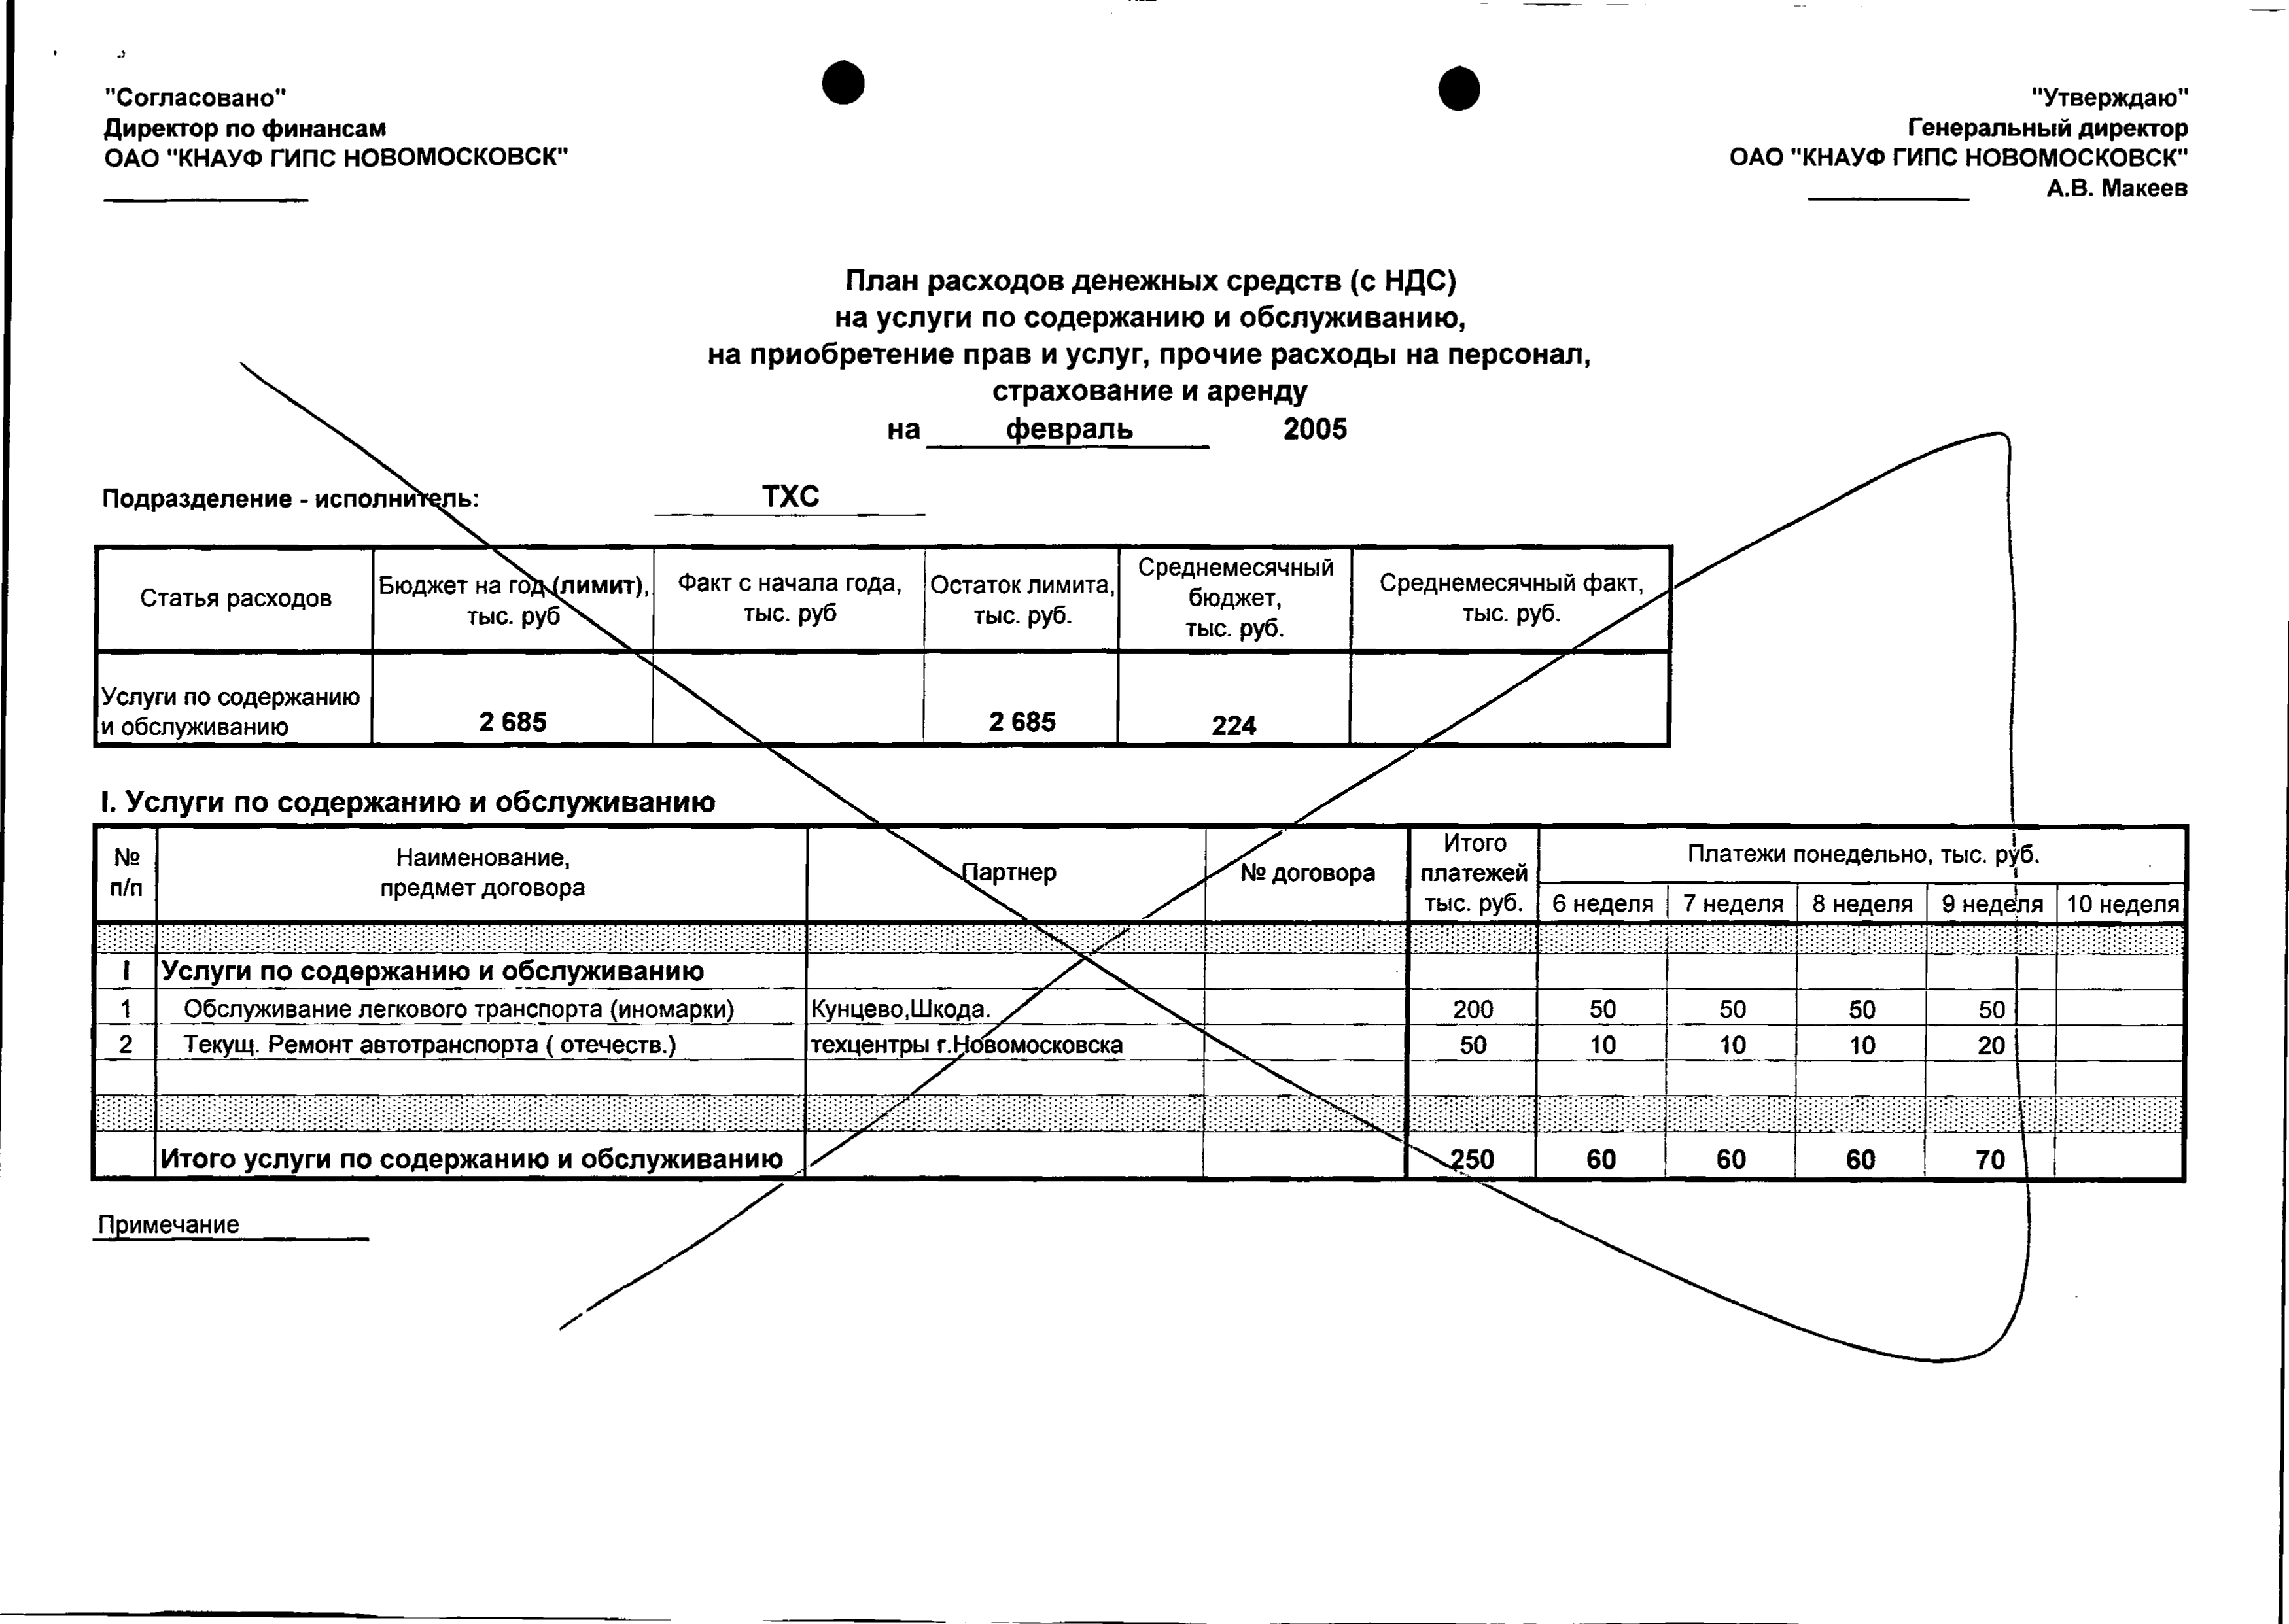 "Согласовано"
Директор по финансам
ОАО "КНАУФ ГИПС НОВОМОСКОВСК"
"Утверждаю"
Генеральный директор
ОАО "КНАУФ ГИПС НОВОМОСКОВСК"
А.В. Макеев
План расходов денежных средств (с НДС)
на услуги по содержанию и обслуживанию,
на приобретение прав и услуг, прочие расходы на персонал,
страхование и аренду
на февраль 2005
Подразделение - исполнитель: ТХС
Статья расходов
Бюджет на год (лимит),
тыс. руб
Факт с начала года,
тыс. руб
Остаток лимита,
тыс. руб.
Среднемесячный
бюджет,
тыс. руб.
Среднемесячный факт,
тыс. руб.
Услуги по содержанию
и обслуживанию
2 685
2 685
224
I. Услуги по содержанию и обслуживанию
№
п/п
Наименование,
предмет договора
Партнер
№ договора
Итого
платежей
тыс. руб.
Платежи понедельно, тыс. руб.
6 неделя 7 неделя 8 неделя 9 неделя 10 неделя
I Услуги по содержанию и обслуживанию
1 Обслуживание легкового транспорта (иномарки) Кунцево,Шкода. 200 50 50 50 50
2 Текущ. Ремонт автотранспорта ( отечеств.) техцентры г.Новомосковска 50 10 10 10 20
Итого услуги по содержанию и обслуживанию 250 60 60 60 70
Примечание